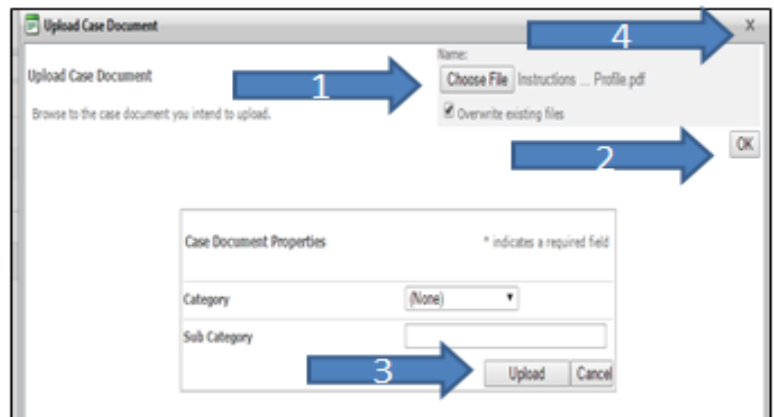 Upload Case Document X
4
Name:
Upload Case Document
1
Choose File Instructions ... Profile.pdf
Browse to the case document you intend to upload.
Overwrite existing files
OK
2
Case Document Properties * indicates a required field
Category (None)
Sub Category
3
Upload Cancel